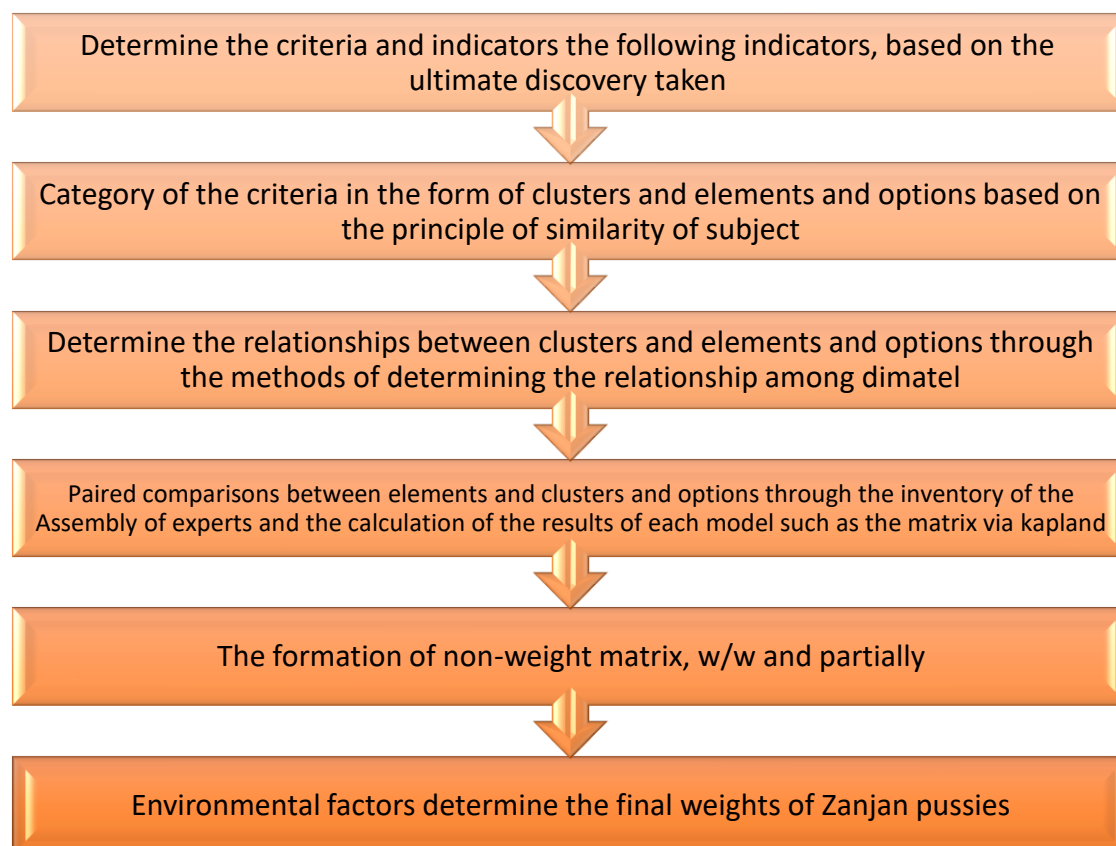 Determine the criteria and indicators the following indicators, based on the
ultimate discovery taken
Category of the criteria in the form of clusters and elements and options based on
the principle of similarity of subject
Determine the relationships between clusters and elements and options through
the methods of determining the relationship among dimatel
Paired comparisons between elements and clusters and options through the inventory of the
Assembly of experts and the calculation of the results of each model such as the matrix via kapland
The formation of non-weight matrix, w/w and partially
Environmental factors determine the final weights of Zanjan pussies